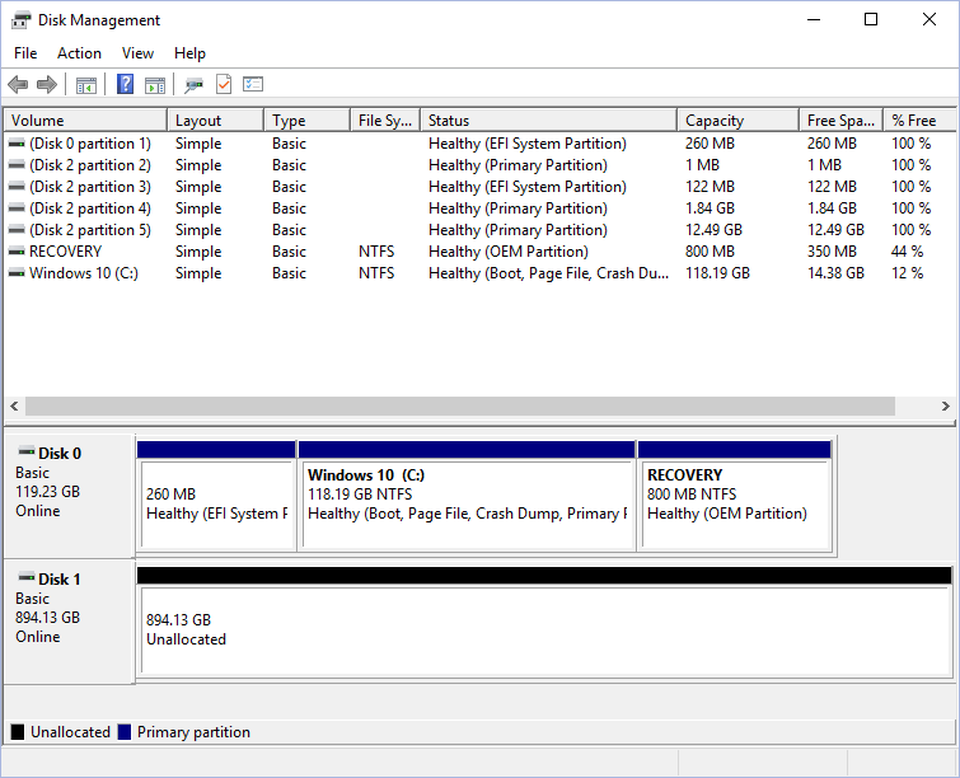 Disk Management
File Action View Help
Volume Layout Type File Sy... Status Capacity Free Spa... % Free
(Disk 0 partition 1) Simple Basic Healthy (EFI System Partition) 260 MB 260 MB 100 %
(Disk 2 partition 2) Simple Basic Healthy (Primary Partition) 1 MB 1 MB 100 %
(Disk 2 partition 3) Simple Basic Healthy (EFI System Partition) 122 MB 122 MB 100 %
(Disk 2 partition 4) Simple Basic Healthy (Primary Partition) 1.84 GB 1.84 GB 100 %
(Disk 2 partition 5) Simple Basic Healthy (Primary Partition) 12.49 GB 12.49 GB 100 %
RECOVERY Simple Basic NTFS Healthy (OEM Partition) 800 MB 350 MB 44 %
Windows 10 (C:) Simple Basic NTFS Healthy (Boot, Page File, Crash Du... 118.19 GB 14.38 GB 12 %
Disk 0
Basic
119.23 GB
Online
260 MB
Healthy (EFI System P
Windows 10 (C:)
118.19 GB NTFS
Healthy (Boot, Page File, Crash Dump, Primary P
RECOVERY
800 MB NTFS
Healthy (OEM Partition)
Disk 1
Basic
894.13 GB
Online
894.13 GB
Unallocated
Unallocated Primary partition